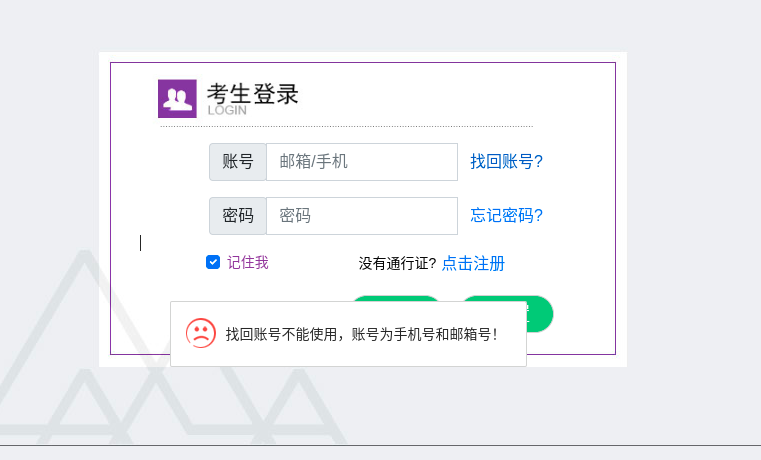 考生登录
LOGIN
账号 邮箱/手机 找回账号?
密码 密码 忘记密码?
记住我 没有通行证? 点击注册
找回账号不能使用，账号为手机号和邮箱号!